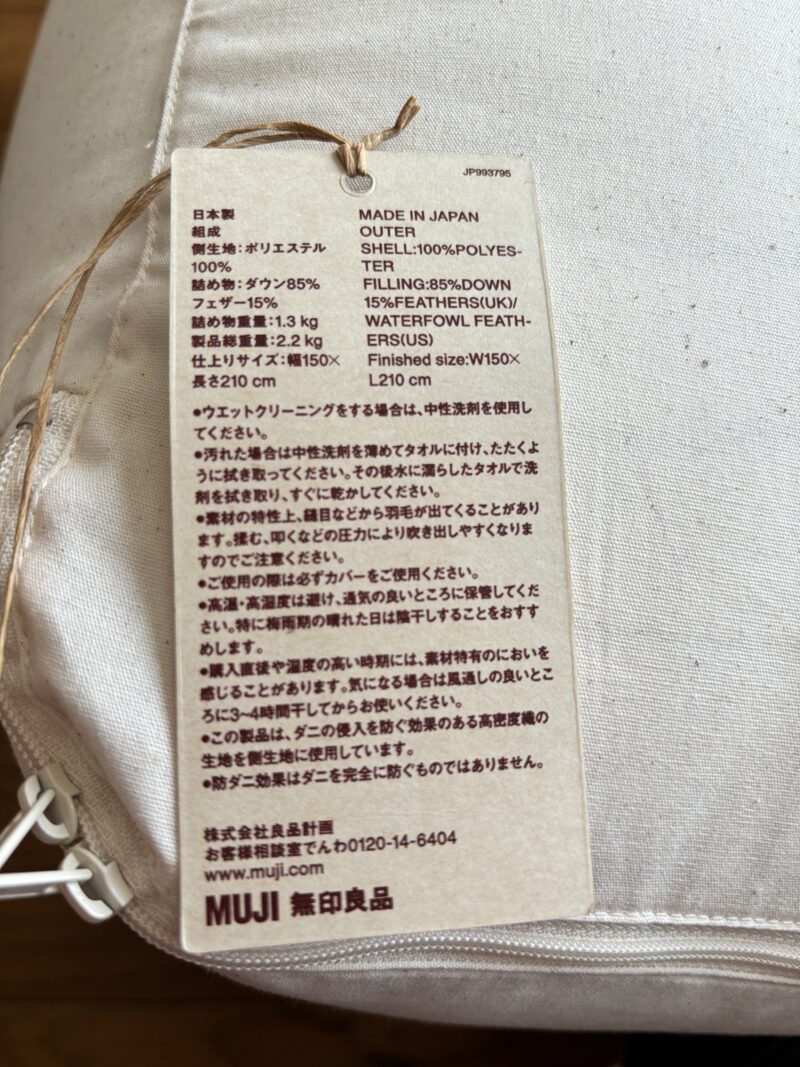 JP993795
日本製
組成
側生地:ポリエステル
100%
詰め物:ダウン85%
フェザー15%
詰め物重量:1.3 kg
製品総重量:2.2 kg
仕上りサイズ:幅150×
長さ210 cm
MADE IN JAPAN
OUTER
SHELL:100%POLYES-
TER
FILLING:85%DOWN
15%FEATHERS(UK)/
WATERFOWL FEATH-
ERS(US)
Finished size:W150×
L210 cm
●ウエットクリーニングをする場合は、中性洗剤を使用し
てください。
●汚れた場合は中性洗剤を薄めてタオルに付け、たたくよ
うに拭き取ってください。その後水に濡らしたタオルで洗
剤を拭き取り、すぐに乾かしてください。
●素材の特性上、縫目などから羽毛が出てくることがあり
ます。揉む、叩くなどの圧力により吹き出しやすくなりま
すのでご注意ください。
●ご使用の際は必ずカバーをご使用ください。
●高温・高湿度は避け、通気の良いところに保管してくだ
さい。特に梅雨期の晴れた日は陰干しすることをおすす
めします。
●購入直後や湿度の高い時期には、素材特有のにおいを
感じることがあります。気になる場合は風通しの良いとこ
ろに3~4時間干してからお使いください。
●この製品は、ダニの侵入を防ぐ効果のある高密度織の
生地を側生地に使用しています。
●防ダニ効果はダニを完全に防ぐものではありません。
株式会社良品計画
お客様相談室でんわ0120-14-6404
www.muji.com
MUJI 無印良品